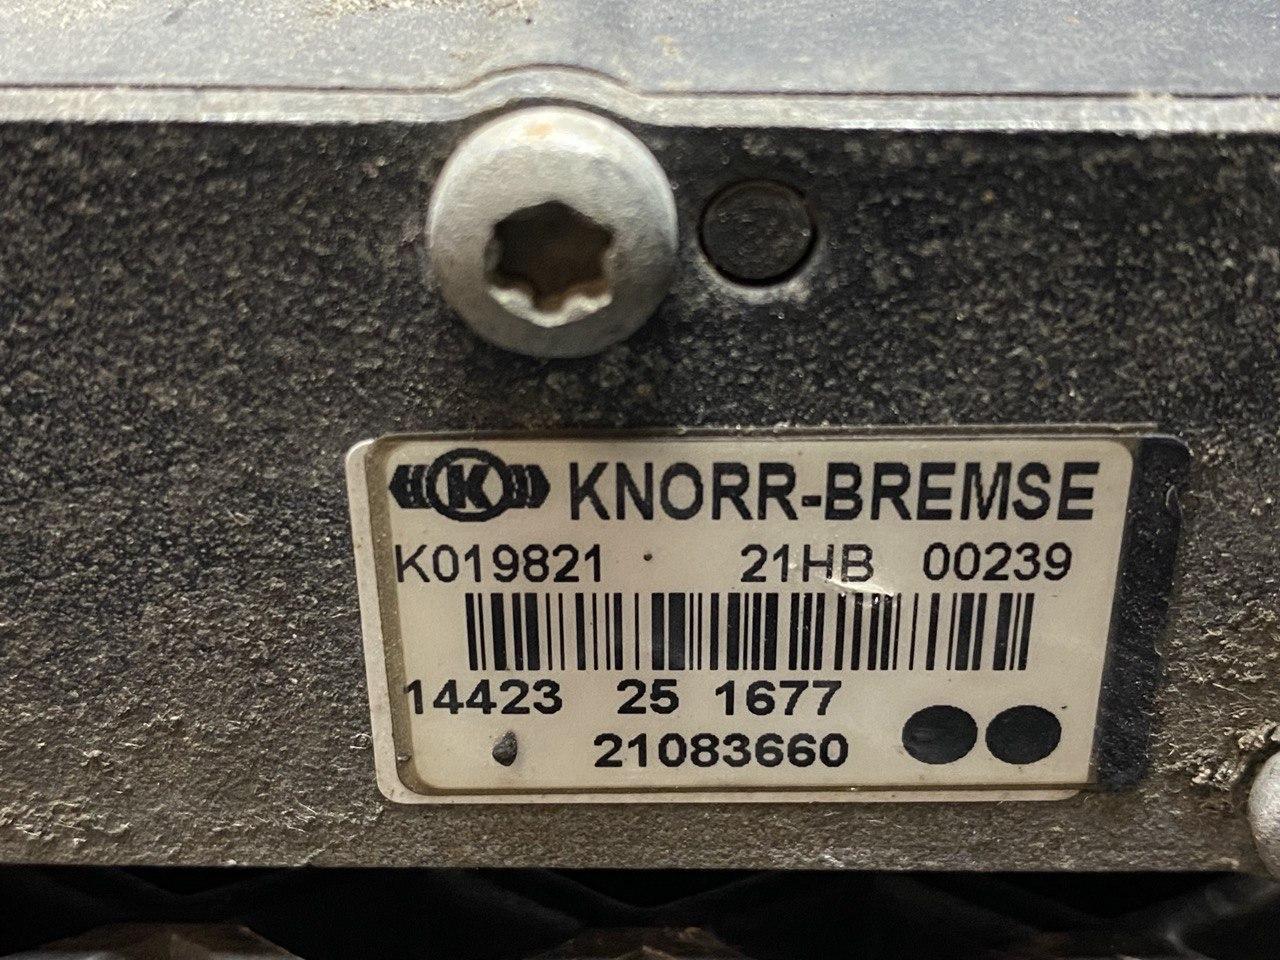 K KNORR-BREMSE
K019821 21HB 00239
14423 25 1677
21083660